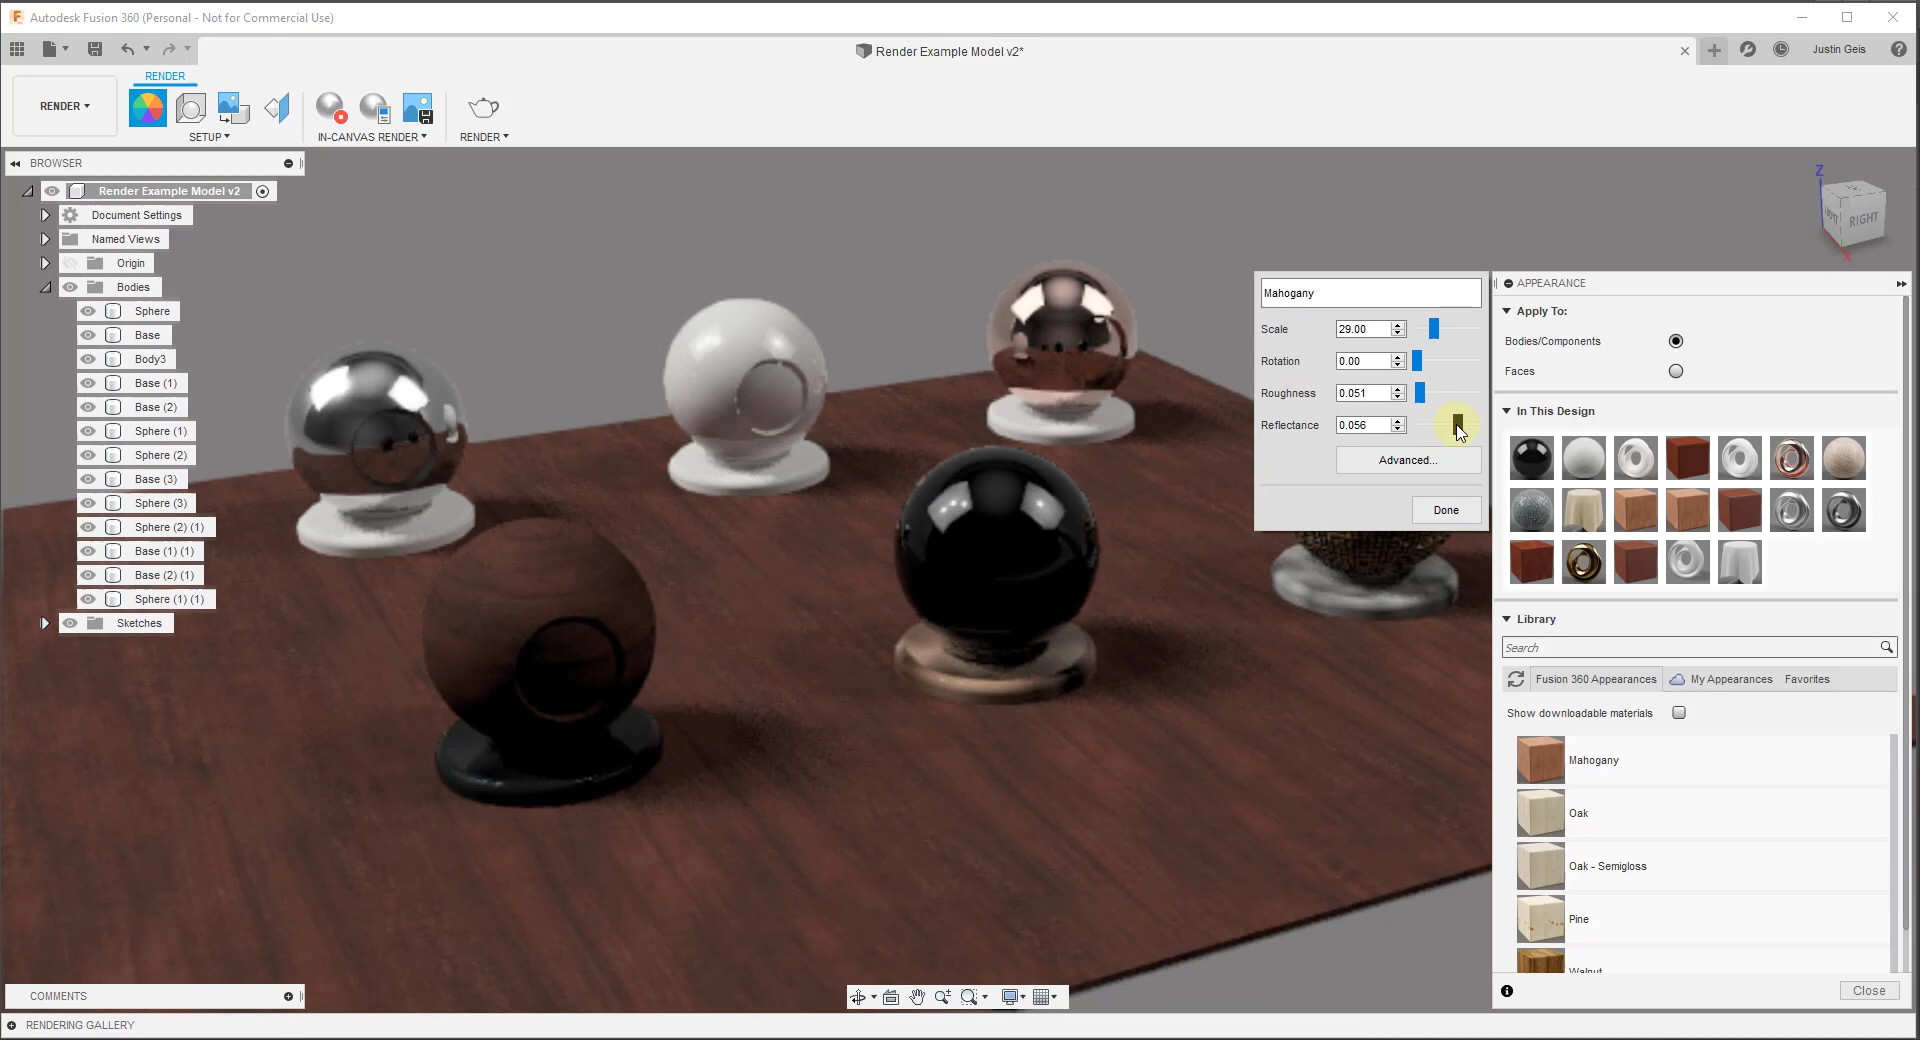 Autodesk Fusion 360 (Personal - Not for Commercial Use)
Render Example Model v2*
Justin Geis
RENDER
RENDER
SETUP
IN-CANVAS RENDER
RENDER
BROWSER
Render Example Model v2
Document Settings
Named Views
Origin
Bodies
Sphere
Base
Body3
Base (1)
Base (2)
Sphere (1)
Sphere (2)
Base (3)
Sphere (3)
Sphere (2) (1)
Base (1) (1)
Base (2) (1)
Sphere (1) (1)
Sketches
Z
RIGHT
X
Mahogany
Scale 29.00
Rotation 0.00
Roughness 0.051
Reflectance 0.056
Advanced...
Done
APPEARANCE
Apply To:
Bodies/Components
Faces
In This Design
Library
Search
Fusion 360 Appearances My Appearances Favorites
Show downloadable materials
Mahogany
Oak
Oak - Semigloss
Pine
Walnut
Close
COMMENTS
RENDERING GALLERY